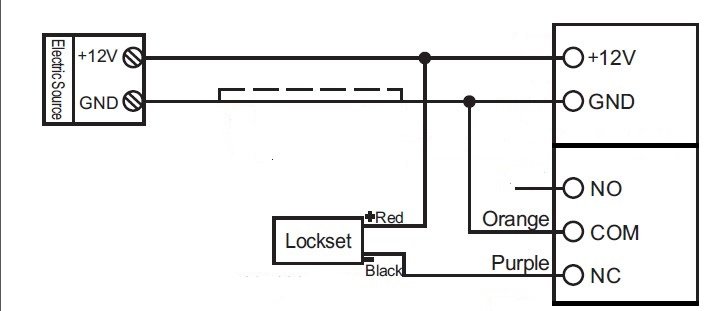 Electric Source
+12V
GND
+12V
GND
NO
Orange
COM
+Red
Lockset
-Black
Purple
NC